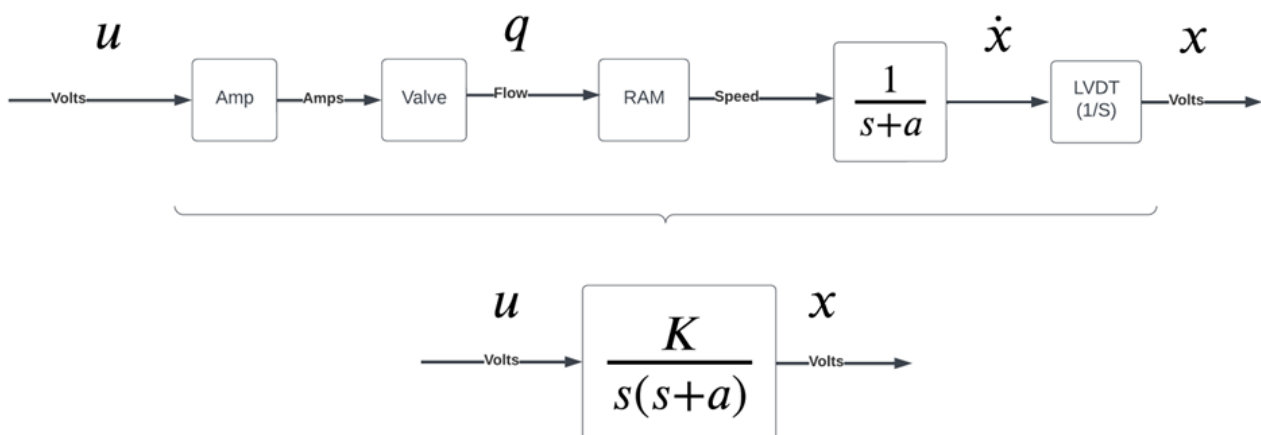 u q ẋ x
Volts Amp Amps Valve Flow RAM Speed 1/(s+a) LVDT Volts
(1/S)
u x
Volts K/(s(s+a)) Volts